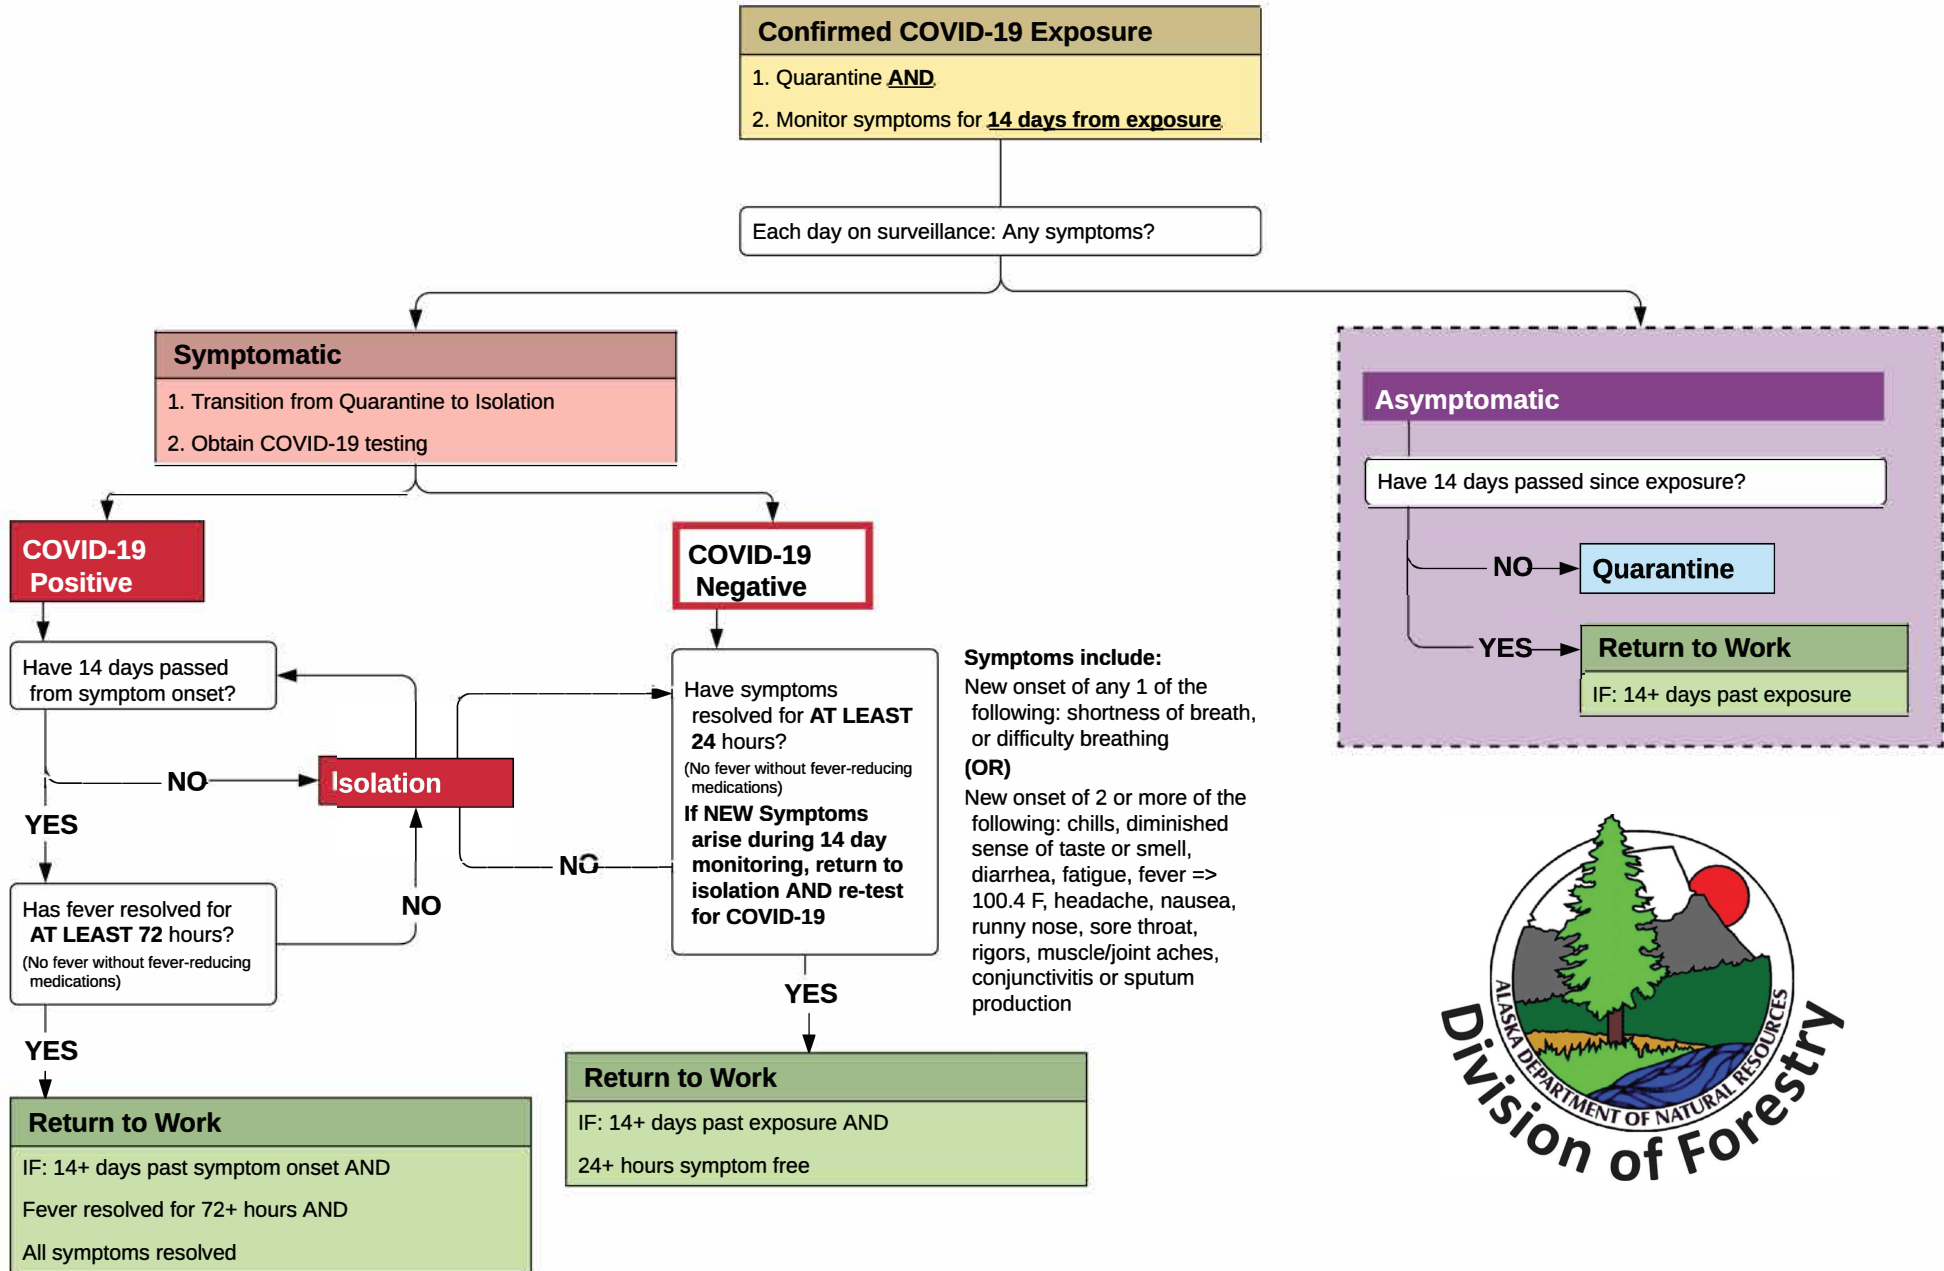 Confirmed COVID-19 Exposure
1. Quarantine AND
2. Monitor symptoms for 14 days from exposure
Each day on surveillance: Any symptoms?
Symptomatic
1. Transition from Quarantine to Isolation
2. Obtain COVID-19 testing
Asymptomatic
Have 14 days passed since exposure?
NO
Quarantine
YES
Return to Work
IF: 14+ days past exposure
COVID-19
Positive
Have 14 days passed
from symptom onset?
NO
Isolation
YES
Has fever resolved for
AT LEAST 72 hours?
(No fever without fever-reducing
medications)
NO
YES
Return to Work
IF: 14+ days past symptom onset AND
Fever resolved for 72+ hours AND
All symptoms resolved
COVID-19
Negative
Have symptoms
resolved for AT LEAST
24 hours?
(No fever without fever-reducing
medications)
If NEW Symptoms
arise during 14 day
monitoring, return to
isolation AND re-test
for COVID-19
NO
YES
Return to Work
IF: 14+ days past exposure AND
24+ hours symptom free
Symptoms include:
New onset of any 1 of the
following: shortness of breath,
or difficulty breathing
(OR)
New onset of 2 or more of the
following: chills, diminished
sense of taste or smell,
diarrhea, fatigue, fever =>
100.4 F, headache, nausea,
runny nose, sore throat,
rigors, muscle/joint aches,
conjunctivitis or sputum
production
ALASKA DEPARTMENT OF NATURAL RESOURCES
Division of Forestry